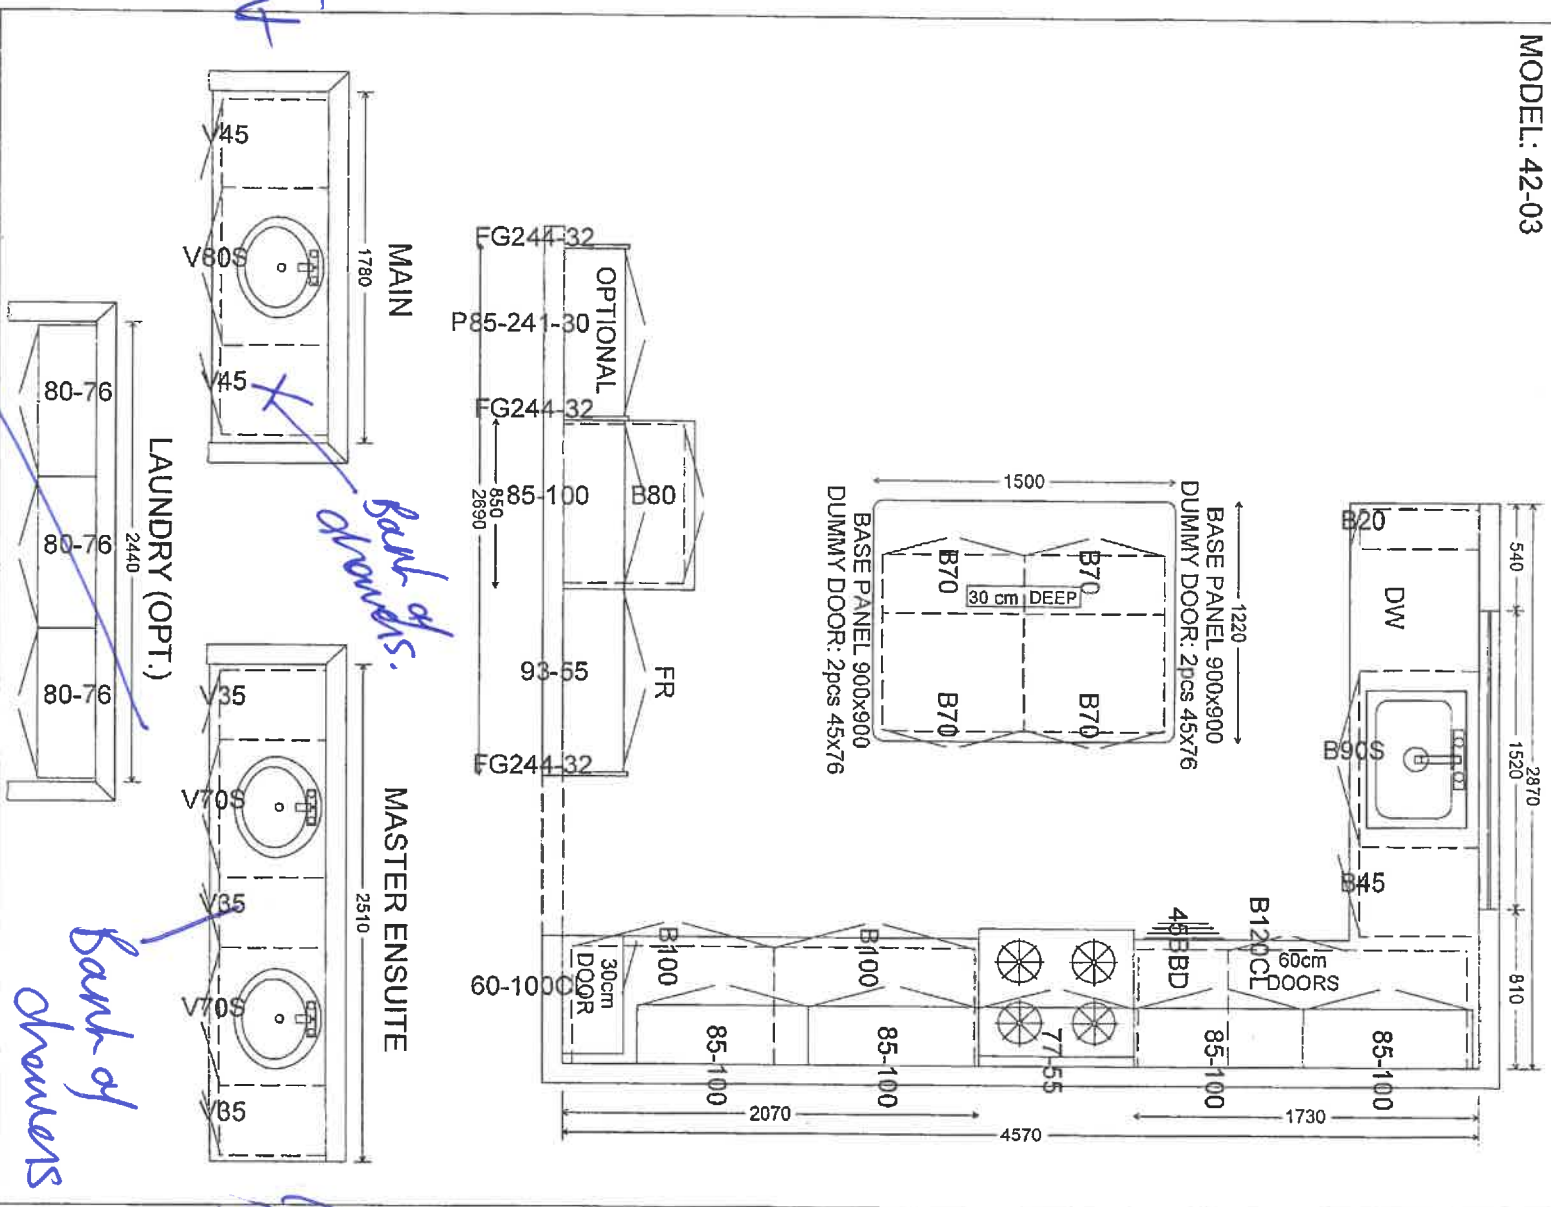 MODEL: 42-03
MAIN
1780
V45
V80S
V45
Bank of
drawers.
LAUNDRY (OPT.)
2440
80-76
80-76
80-76
MASTER ENSUITE
2510
V35
V70S
V35
V70S
V35
Bank of
drawers
FG244-32
P85-241-30
OPTIONAL
FG244-32
85-100
B80
850
2690
93-55
FR
FG244-32
1500
1220
BASE PANEL 900x900
DUMMY DOOR: 2pcs 45x76
B70
B70
30 cm DEEP
B70
B70
BASE PANEL 900x900
DUMMY DOOR: 2pcs 45x76
B20
DW
B90S
B45
540
1520
810
2870
45BBD
B120CL
60cm
DOORS
B100
B100
60-100CL
30cm
DOOR
85-100
85-100
77-55
85-100
85-100
2070
1730
4570